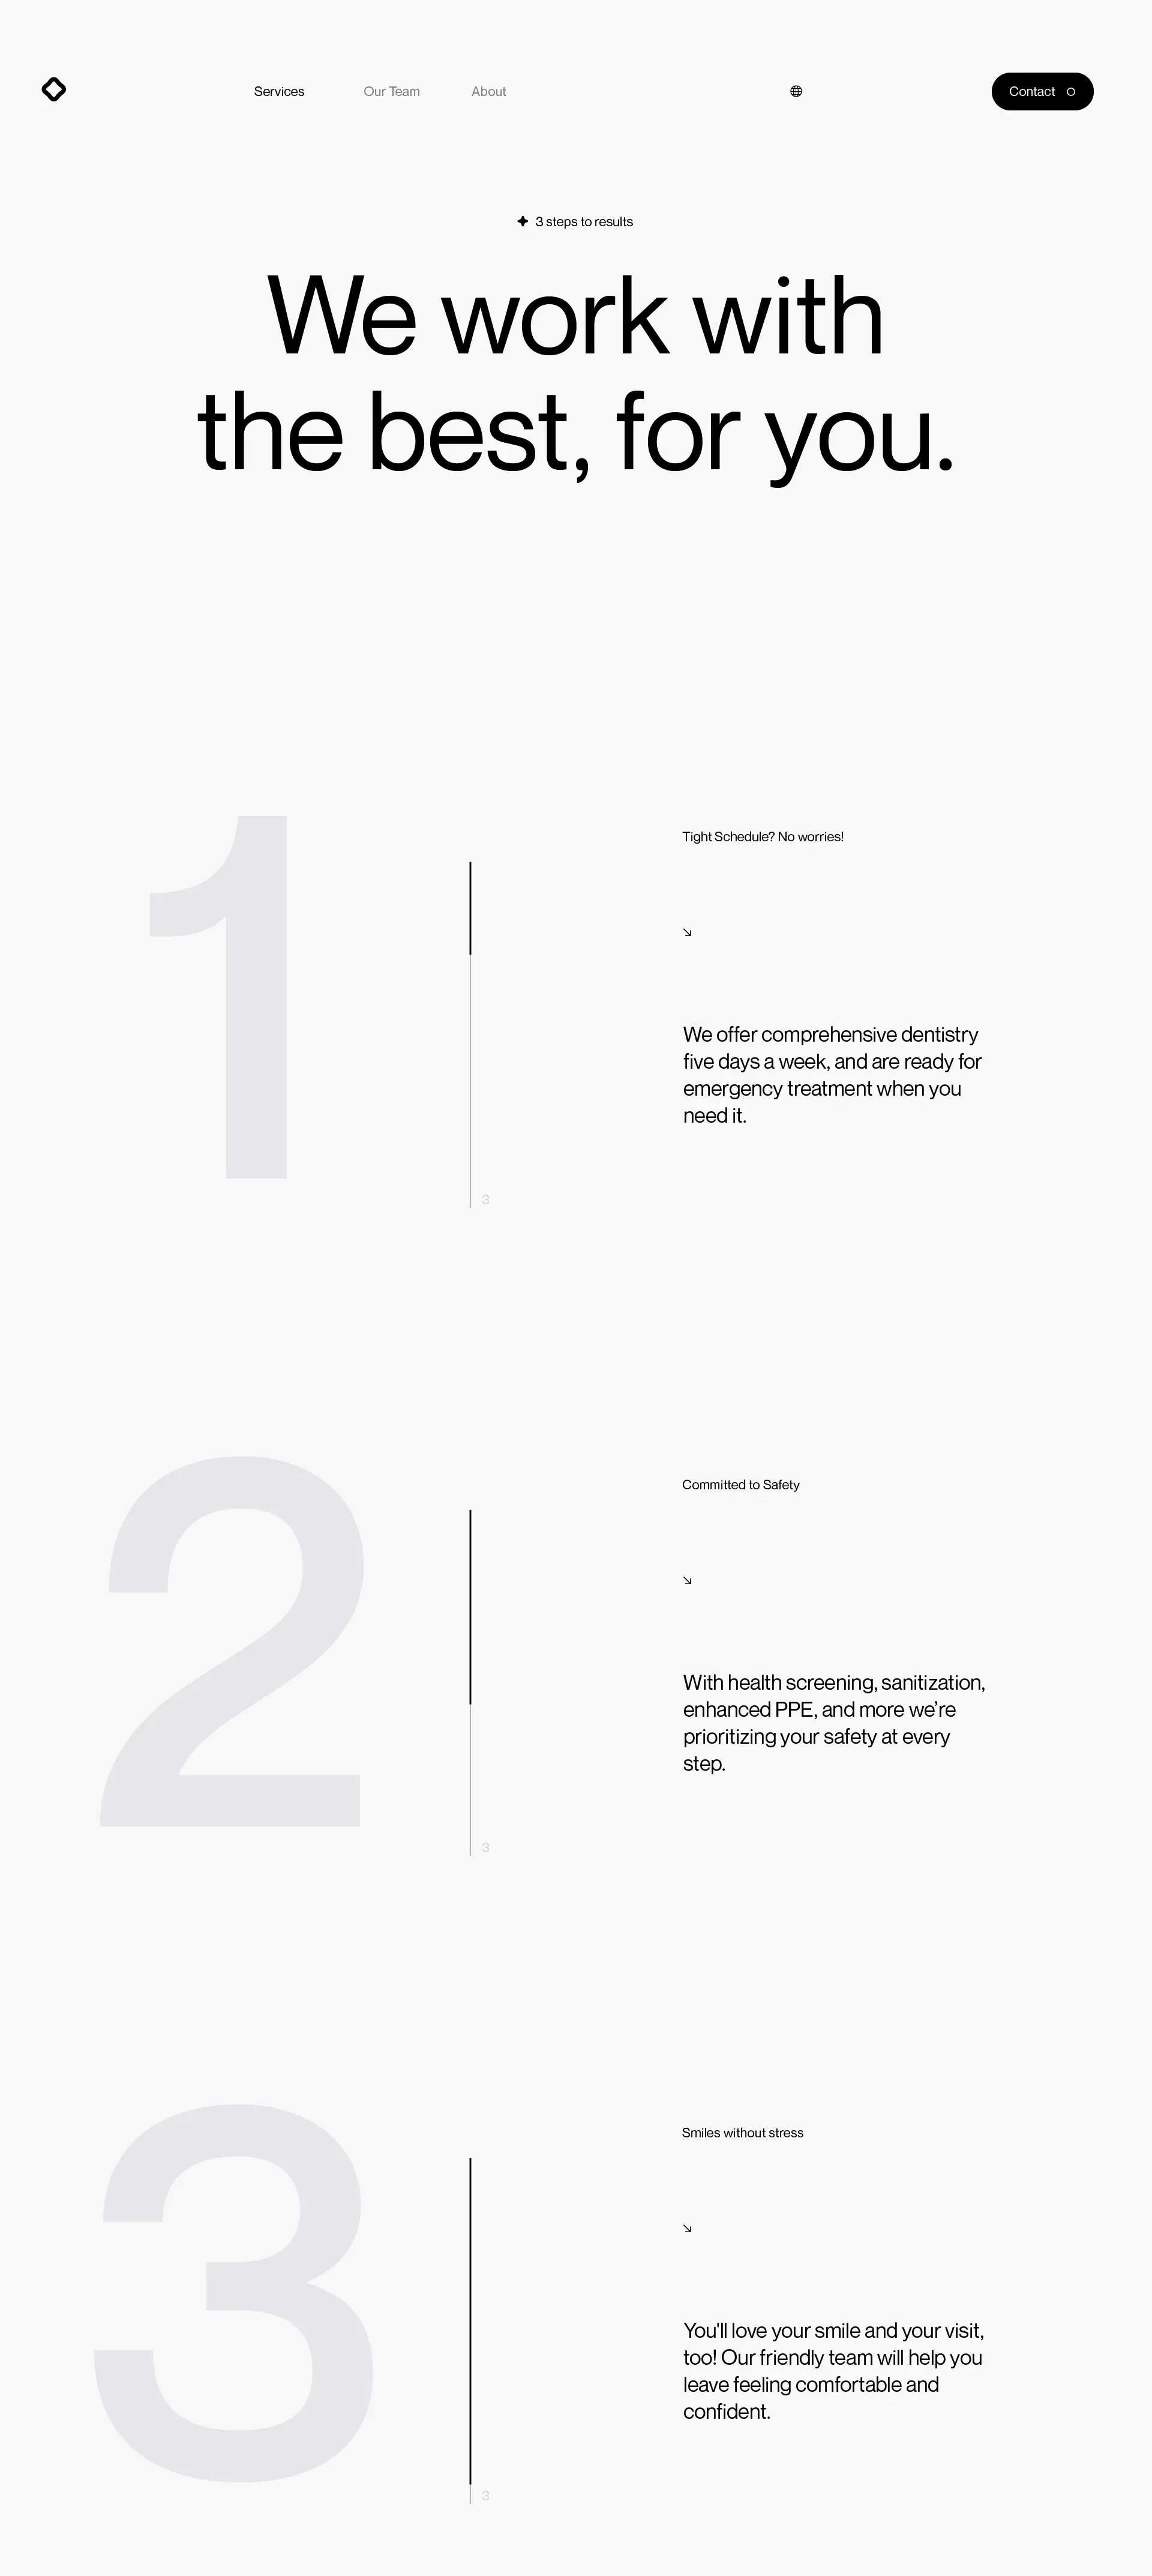 Services
Our Team
About
Contact
3 steps to results
We work with
the best, for you.
1
Tight Schedule? No worries!
We offer comprehensive dentistry
five days a week, and are ready for
emergency treatment when you
need it.
3
2
Committed to Safety
With health screening, sanitization,
enhanced PPE, and more we’re
prioritizing your safety at every
step.
3
3
Smiles without stress
You'll love your smile and your visit,
too! Our friendly team will help you
leave feeling comfortable and
confident.
3